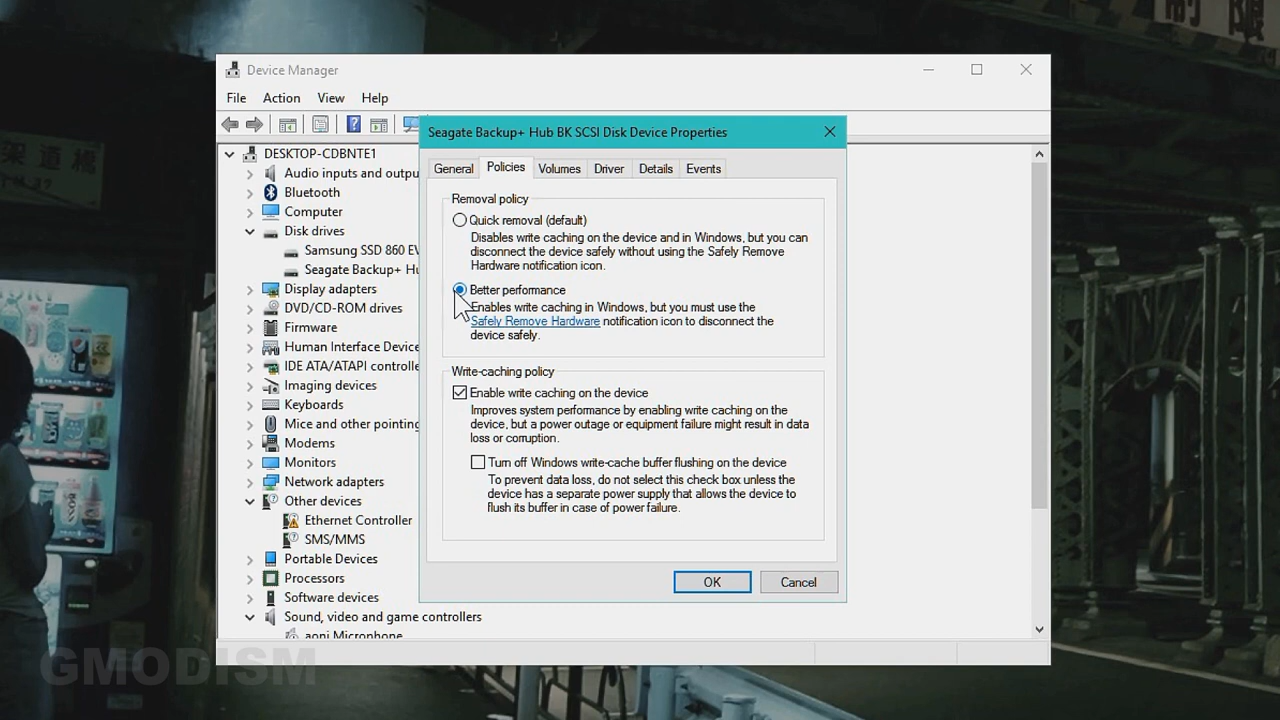 Device Manager
File Action View Help
Seagate Backup+ Hub BK SCSI Disk Device Properties
General Policies Volumes Driver Details Events
DESKTOP-CDBNTE1
Audio inputs and outpu
Bluetooth
Computer
Disk drives
Samsung SSD 860 EV
Seagate Backup+ Hu
Display adapters
DVD/CD-ROM drives
Firmware
Human Interface Device
IDE ATA/ATAPI controlle
Imaging devices
Keyboards
Mice and other pointing
Modems
Monitors
Network adapters
Other devices
Ethernet Controller
SMS/MMS
Portable Devices
Processors
Software devices
Sound, video and game controllers
aoni Microphone
Removal policy
Quick removal (default)
Disables write caching on the device and in Windows, but you can
disconnect the device safely without using the Safely Remove
Hardware notification icon.
Better performance
Enables write caching in Windows, but you must use the
Safely Remove Hardware notification icon to disconnect the
device safely.
Write-caching policy
Enable write caching on the device
Improves system performance by enabling write caching on the
device, but a power outage or equipment failure might result in data
loss or corruption.
Turn off Windows write-cache buffer flushing on the device
To prevent data loss, do not select this check box unless the
device has a separate power supply that allows the device to
flush its buffer in case of power failure.
OK Cancel
架道橋
制限
GMODISM